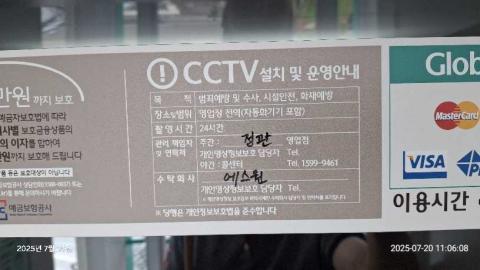 만원까지 보호
예금자보호법에 따라
보호금융상품의
이자를 합하여
만원까지 보호해 드립니다
예금보험공사
CCTV 설치 및 운영안내
목 적 범죄예방 및 수사, 시설안전, 화재예방
장소 및 범위 영업장 전역(자동화기기 포함)
촬영시간 24시간
관리 책임자 및 연락처
주간 : 정관 영업점
개인영상정보보호 담당자 Tel.
야간 : 콜센터 Tel. 1599-9461
수탁회사
에스원
개인영상정보보호 담당자 Tel.
※ 당행은 개인정보보호법을 준수합니다
Glob
MasterCard
VISA
이용시간
2025년 7월
2025-07-20 11:06:08